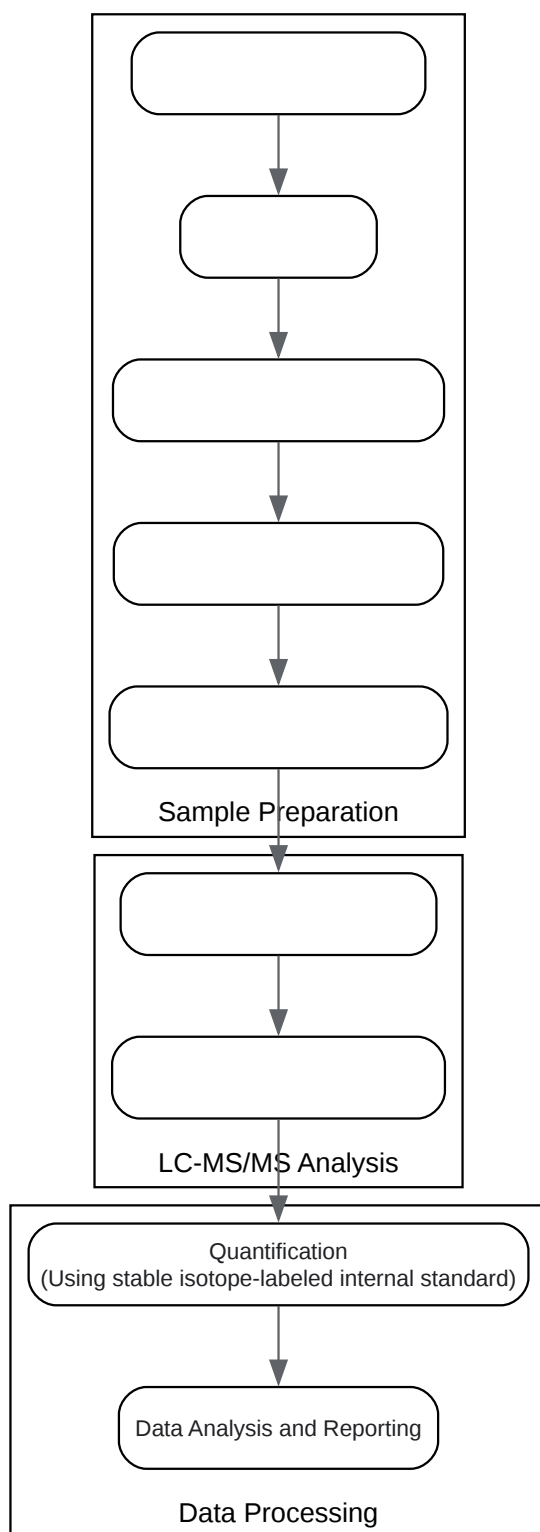 Sample Preparation
LC-MS/MS Analysis
Quantification
(Using stable isotope-labeled internal standard)
Data Analysis and Reporting
Data Processing